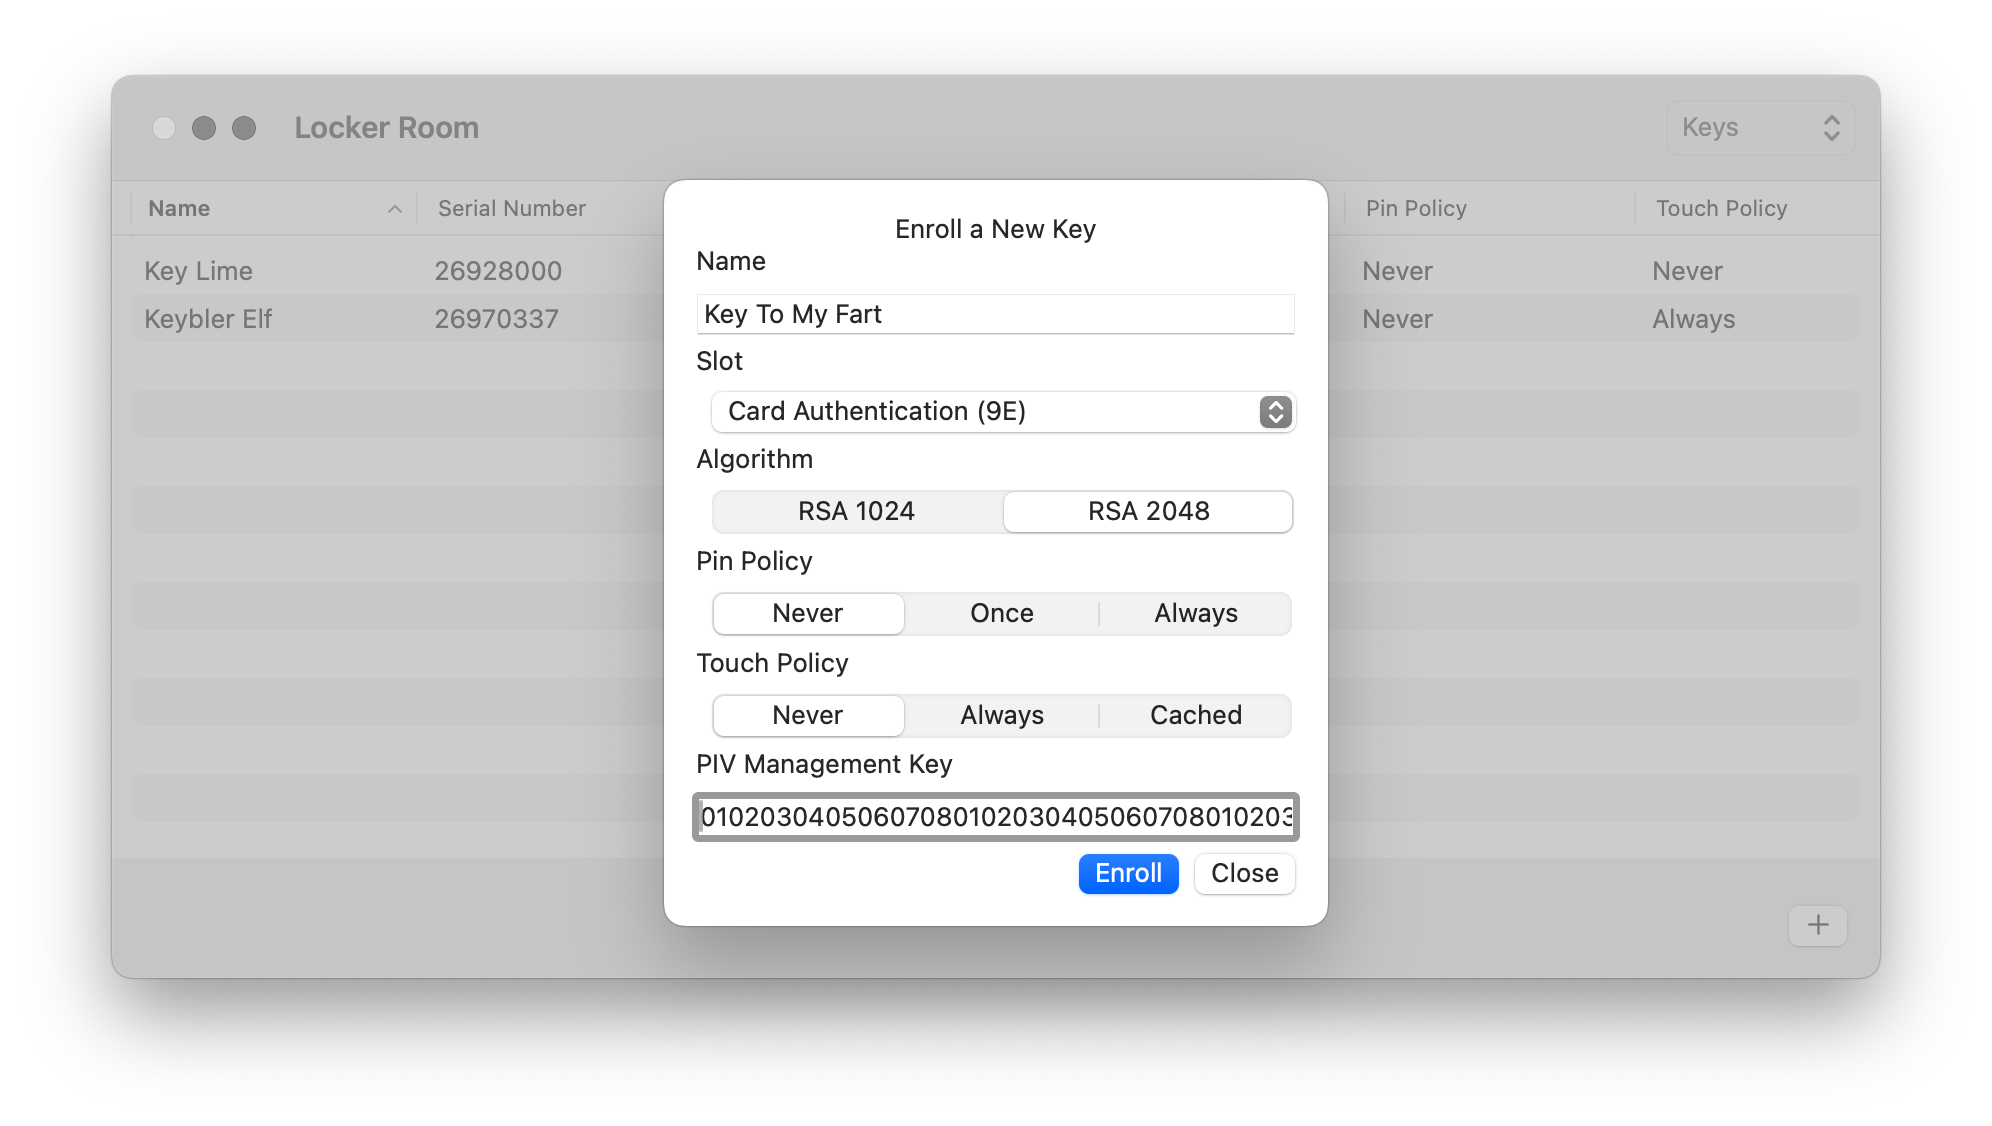 Locker Room
Keys
Name
Serial Number
Pin Policy
Touch Policy
Key Lime
26928000
Never
Never
Keybler Elf
26970337
Never
Always
Enroll a New Key
Name
Key To My Fart
Slot
Card Authentication (9E)
Algorithm
RSA 1024
RSA 2048
Pin Policy
Never
Once
Always
Touch Policy
Never
Always
Cached
PIV Management Key
01020304050607080102030405060708010203
Enroll
Close